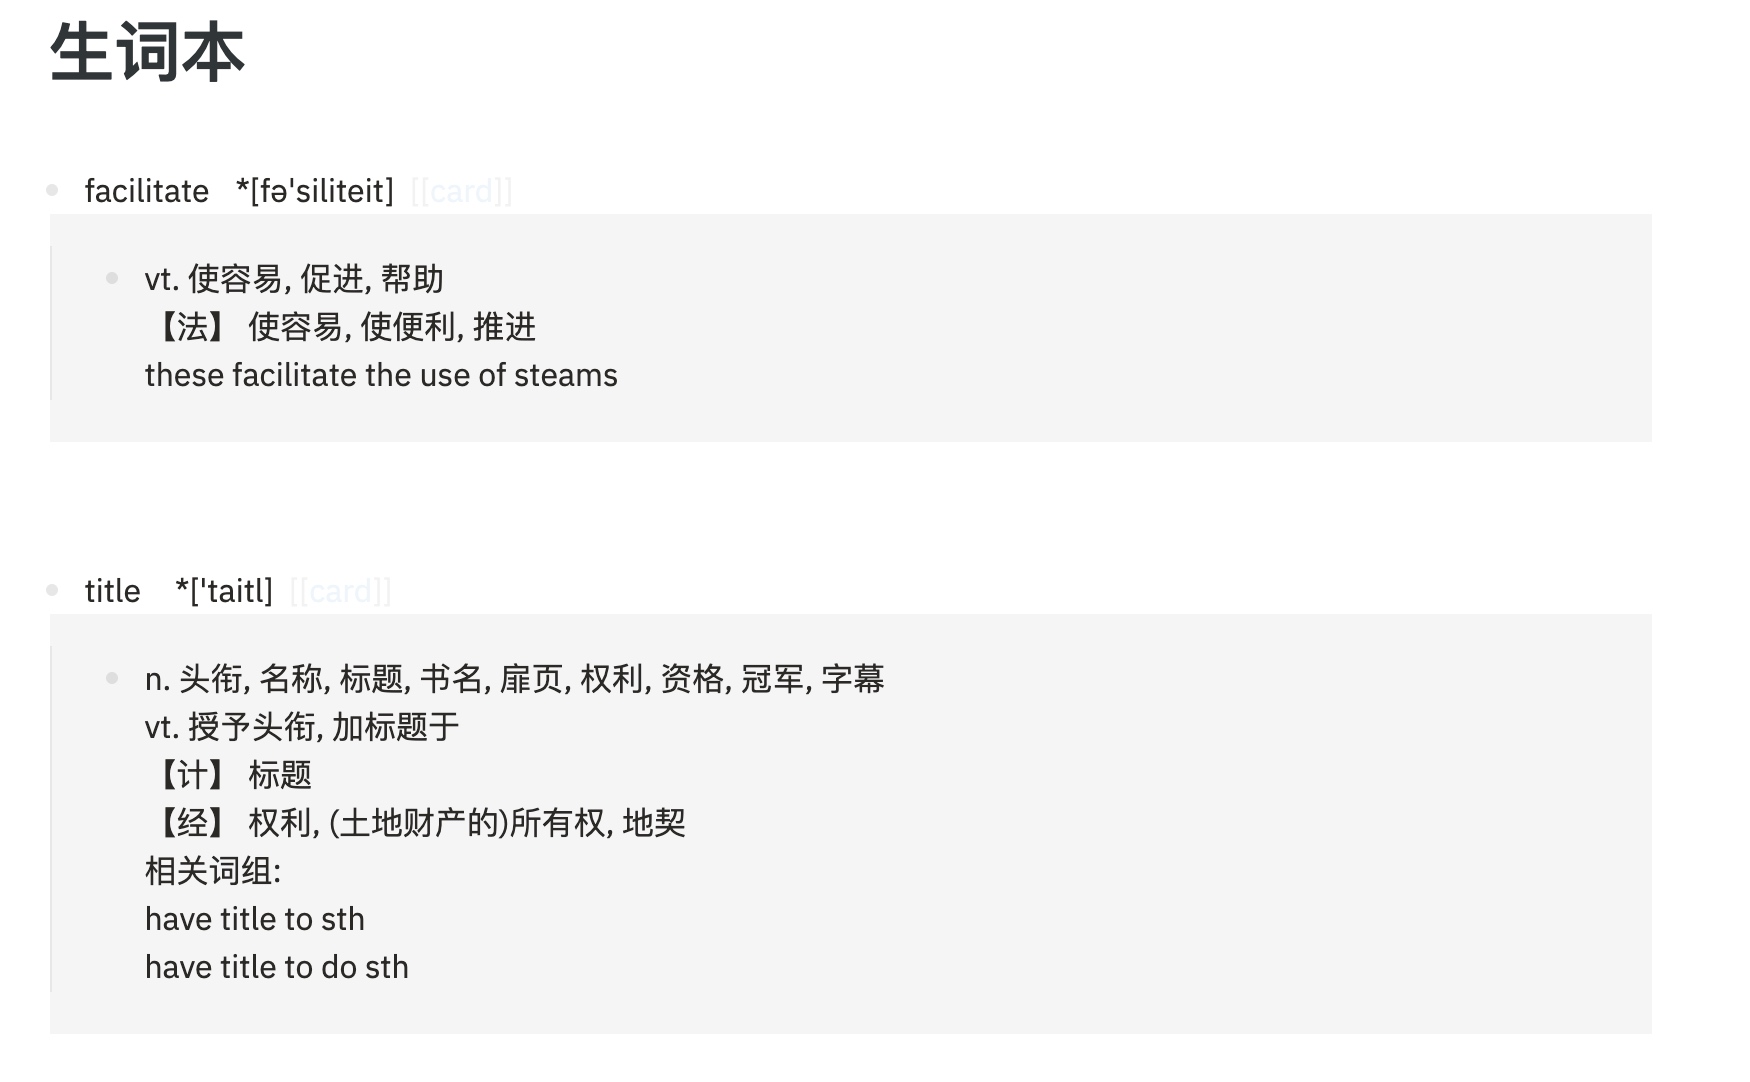 生词本
facilitate *[fə'siliteit] [[card]]
vt. 使容易, 促进, 帮助
【法】 使容易, 使便利, 推进
these facilitate the use of steams
title *['taitl] [[card]]
n. 头衔, 名称, 标题, 书名, 扉页, 权利, 资格, 冠军, 字幕
vt. 授予头衔, 加标题于
【计】 标题
【经】 权利, (土地财产的)所有权, 地契
相关词组:
have title to sth
have title to do sth